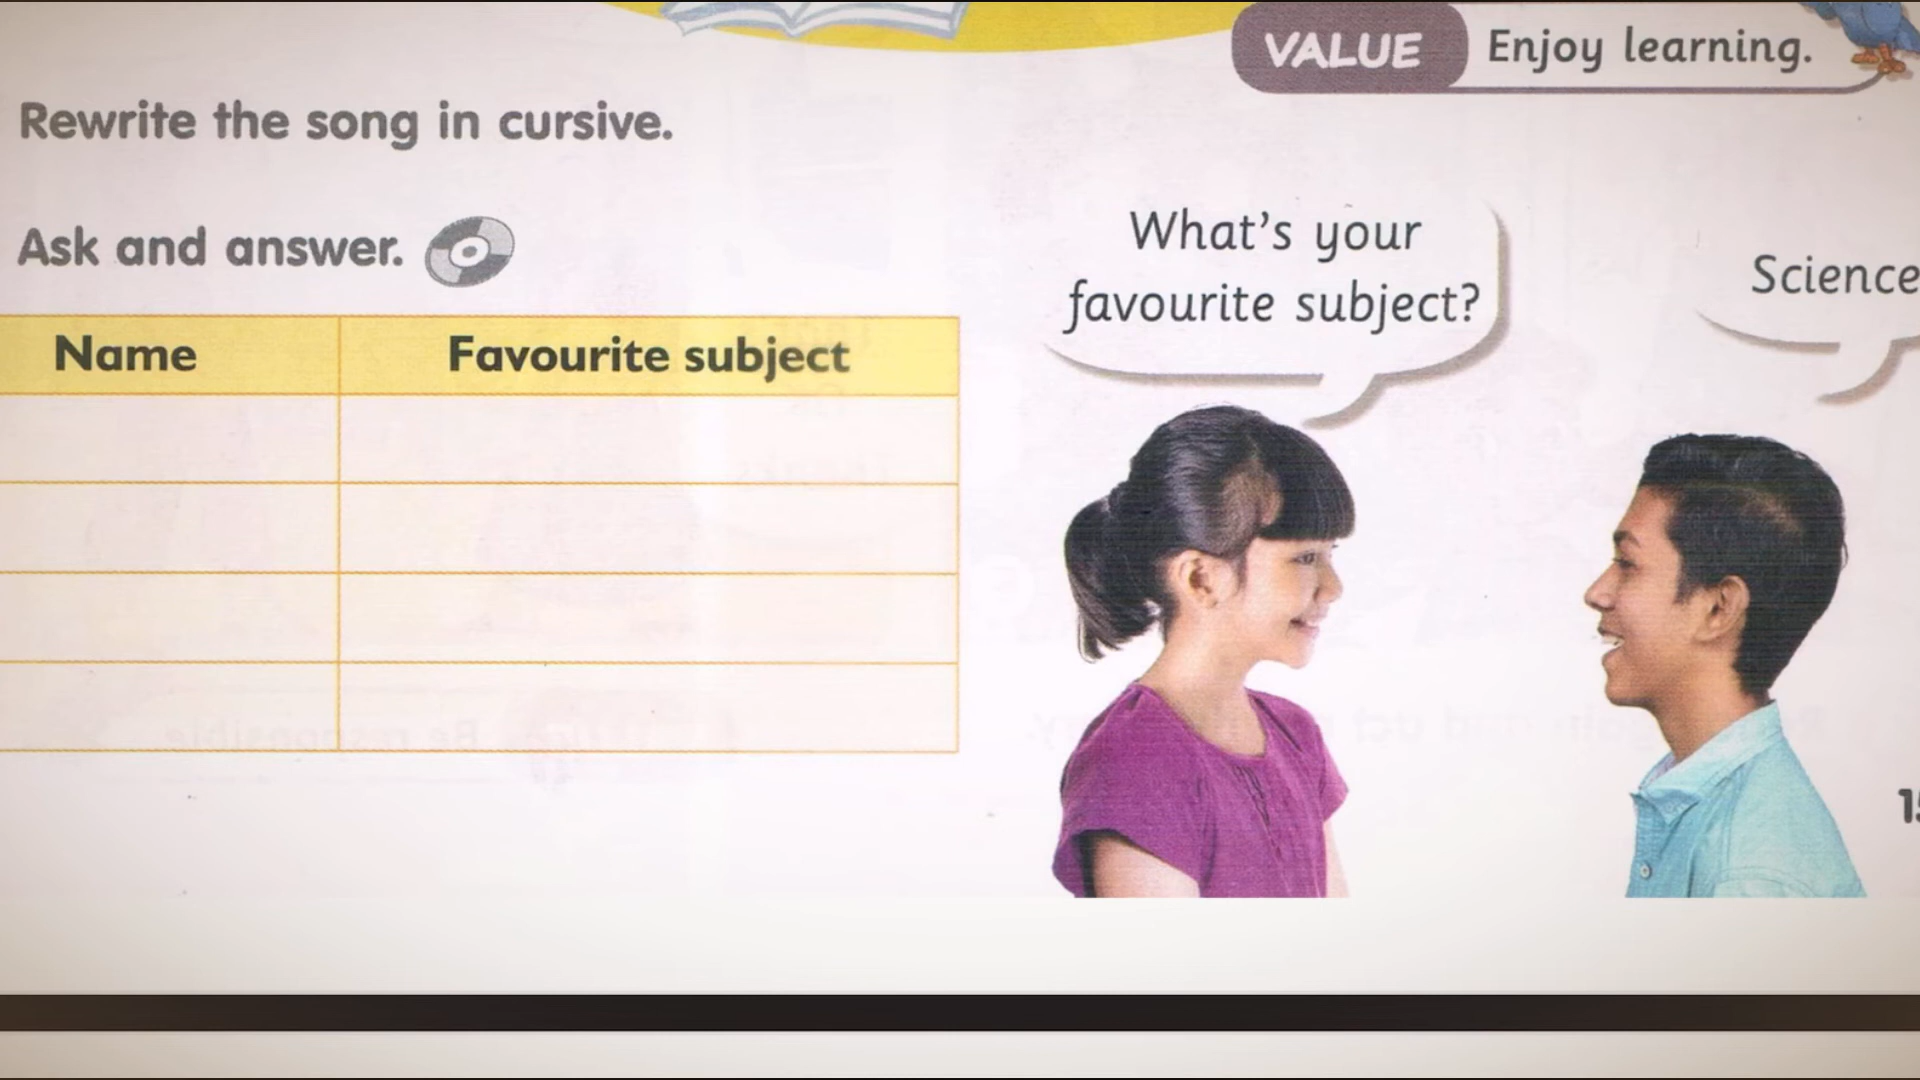 VALUE Enjoy learning.
Rewrite the song in cursive.
Ask and answer.
Name Favourite subject
What's your
favourite subject?
Science